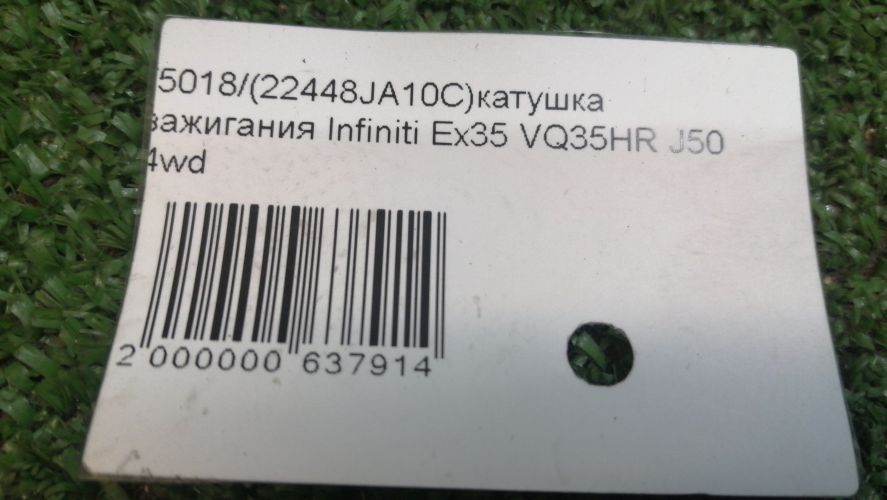 5018/(22448JA10C)катушка
зажигания Infiniti Ex35 VQ35HR J50
4wd
2 000000 637914